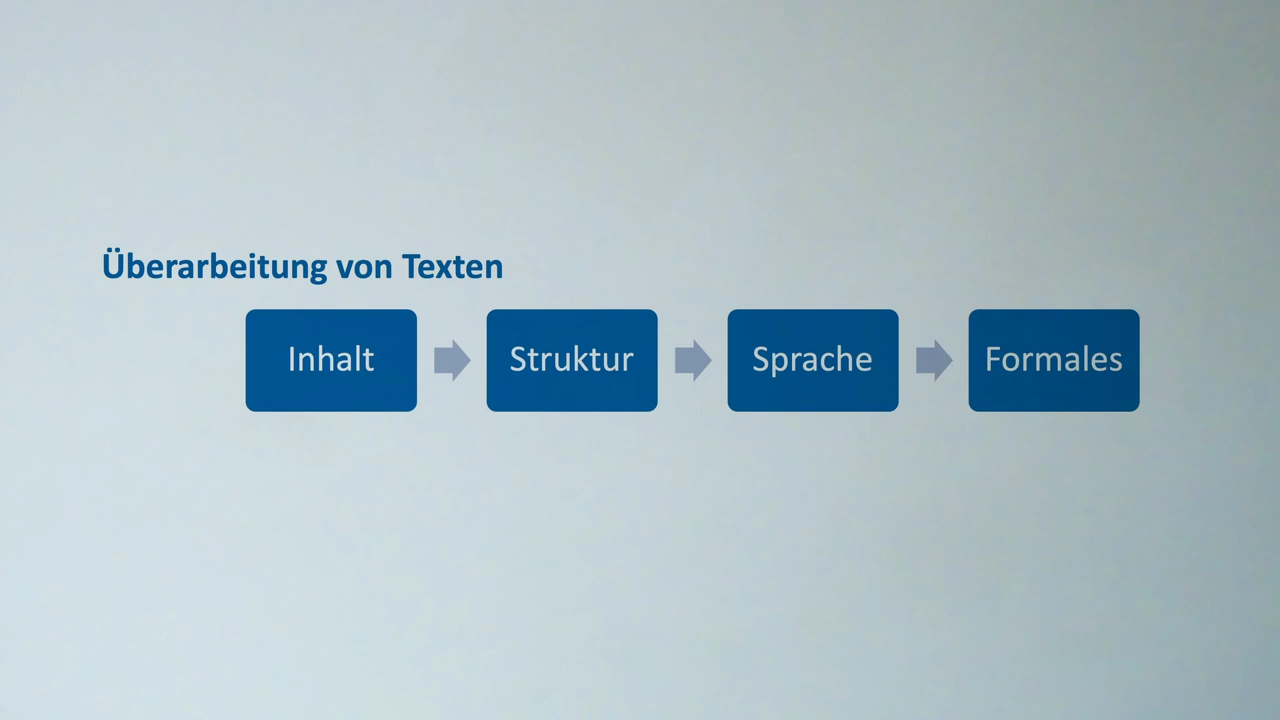 Überarbeitung von Texten
Inhalt
Struktur
Sprache
Formales